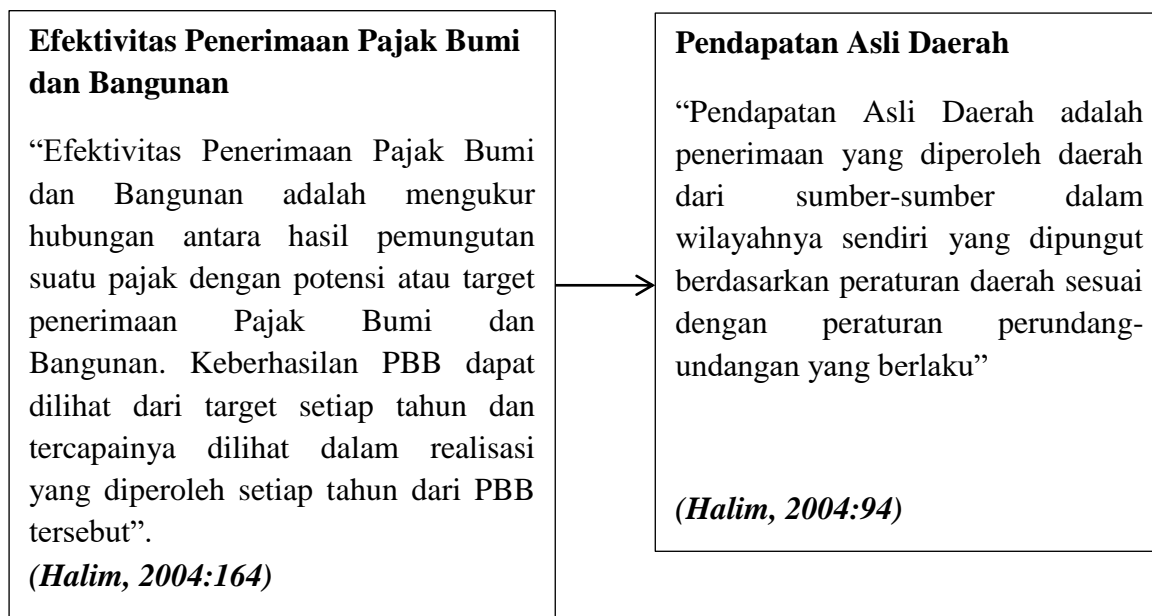 Efektivitas Penerimaan Pajak Bumi
dan Bangunan
“Efektivitas Penerimaan Pajak Bumi
dan Bangunan adalah mengukur
hubungan antara hasil pemungutan
suatu pajak dengan potensi atau target
penerimaan Pajak Bumi dan
Bangunan. Keberhasilan PBB dapat
dilihat dari target setiap tahun dan
tercapainya dilihat dalam realisasi
yang diperoleh setiap tahun dari PBB
tersebut”.
(Halim, 2004:164)
Pendapatan Asli Daerah
“Pendapatan Asli Daerah adalah
penerimaan yang diperoleh daerah
dari sumber-sumber dalam
wilayahnya sendiri yang dipungut
berdasarkan peraturan daerah sesuai
dengan peraturan perundang-
undangan yang berlaku”
(Halim, 2004:94)